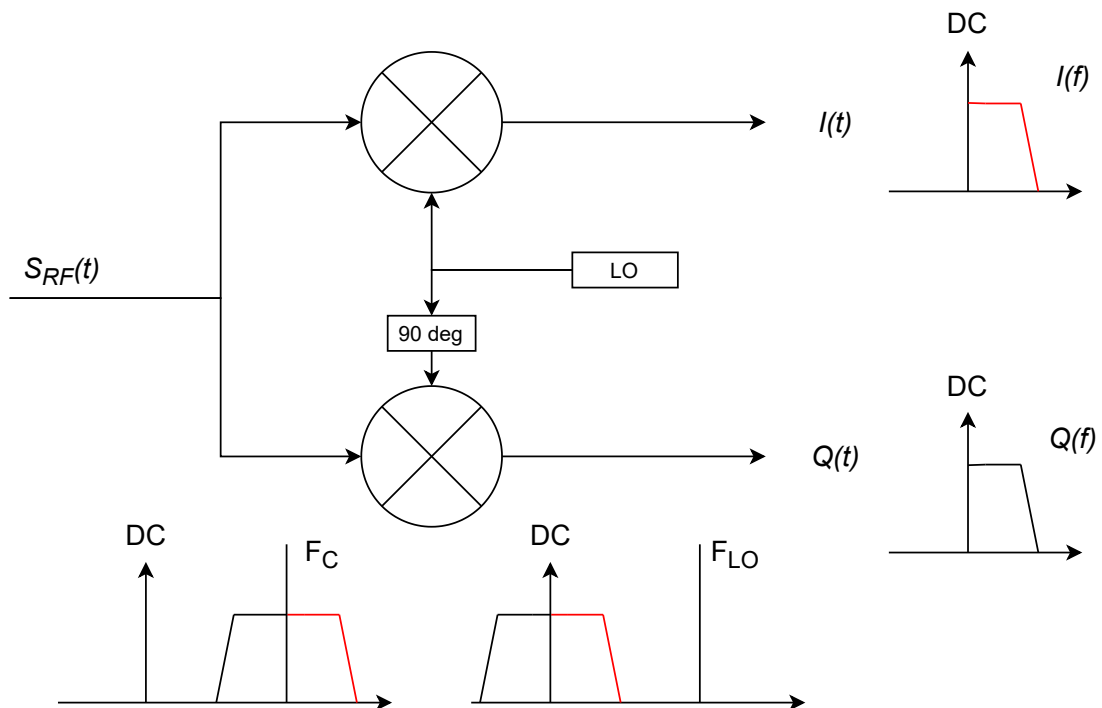 DC
I(f)
I(t)
S_RF(t)
LO
90 deg
DC
Q(f)
Q(t)
DC
F_C
DC
F_LO